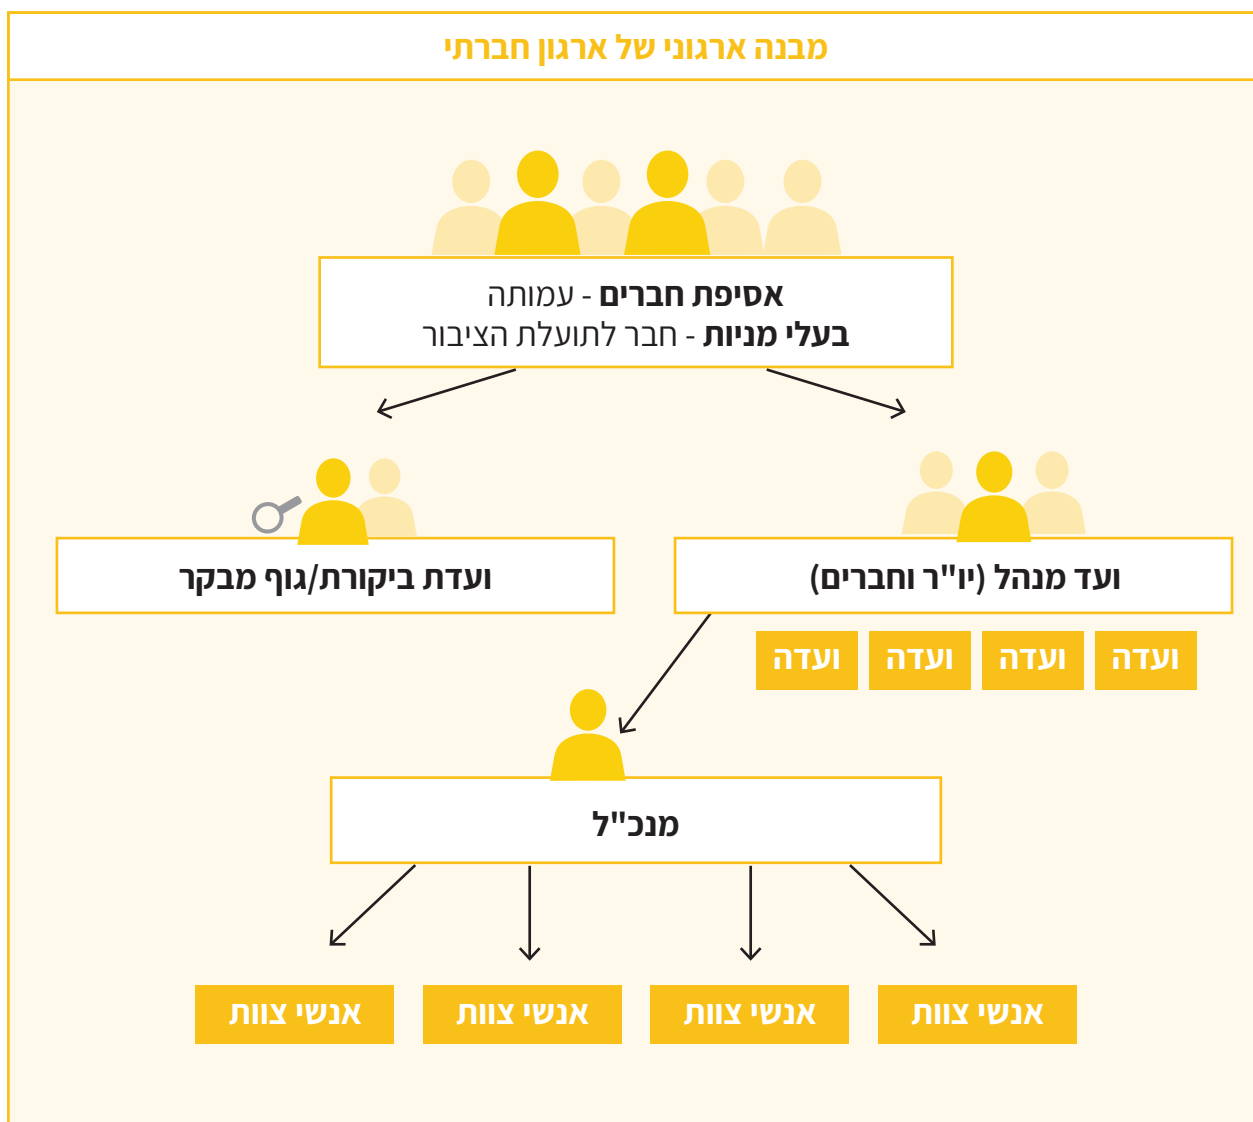 מבנה ארגוני של ארגון חברתי
אסיפת חברים - עמותה
בעלי מניות - חבר לתועלת הציבור
ועד מנהל (יו"ר וחברים)
ועדת ביקורת/גוף מבקר
ועדה
ועדה
ועדה
ועדה
מנכ"ל
אנשי צוות
אנשי צוות
אנשי צוות
אנשי צוות